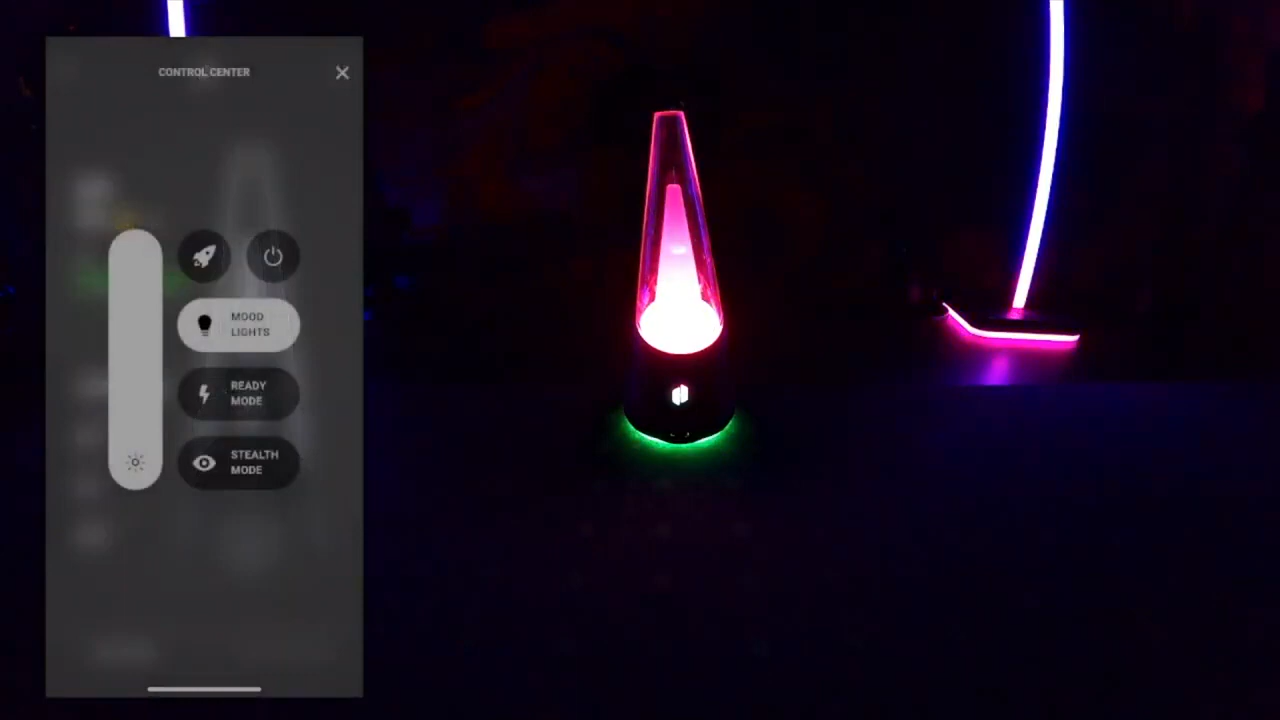 CONTROL CENTER
MOOD
LIGHTS
READY
MODE
STEALTH
MODE